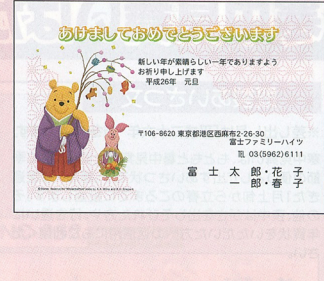 あけましておめでとうございます
新しい年が素晴らしい一年でありますよう
お祈り申し上げます
平成26年 元旦
〒106-8620 東京都港区西麻布2-26-30
富士ファミリーハイツ
℡ 03(5962)6111
富士太郎・花子
一郎・春子